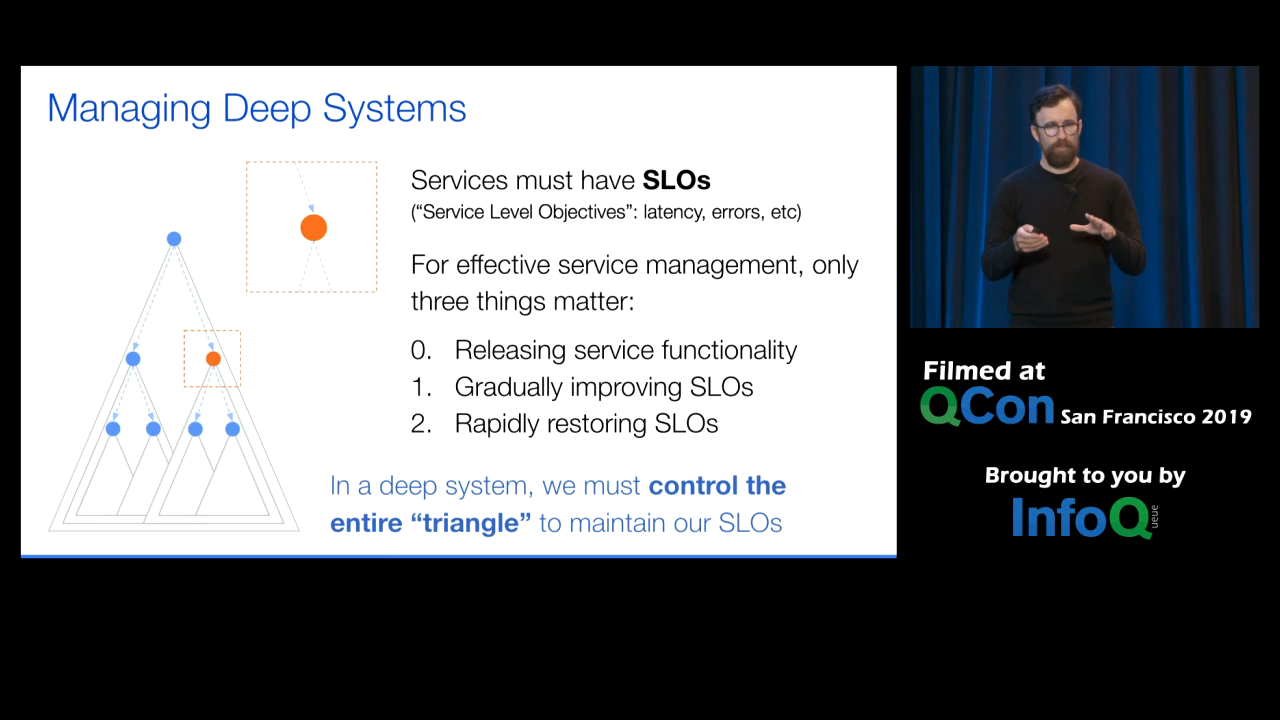 Managing Deep Systems
Services must have SLOs
(“Service Level Objectives”: latency, errors, etc)
For effective service management, only
three things matter:
0. Releasing service functionality
1. Gradually improving SLOs
2. Rapidly restoring SLOs
In a deep system, we must control the
entire “triangle” to maintain our SLOs
Filmed at
QCon San Francisco 2019
Brought to you by
InfoQueue